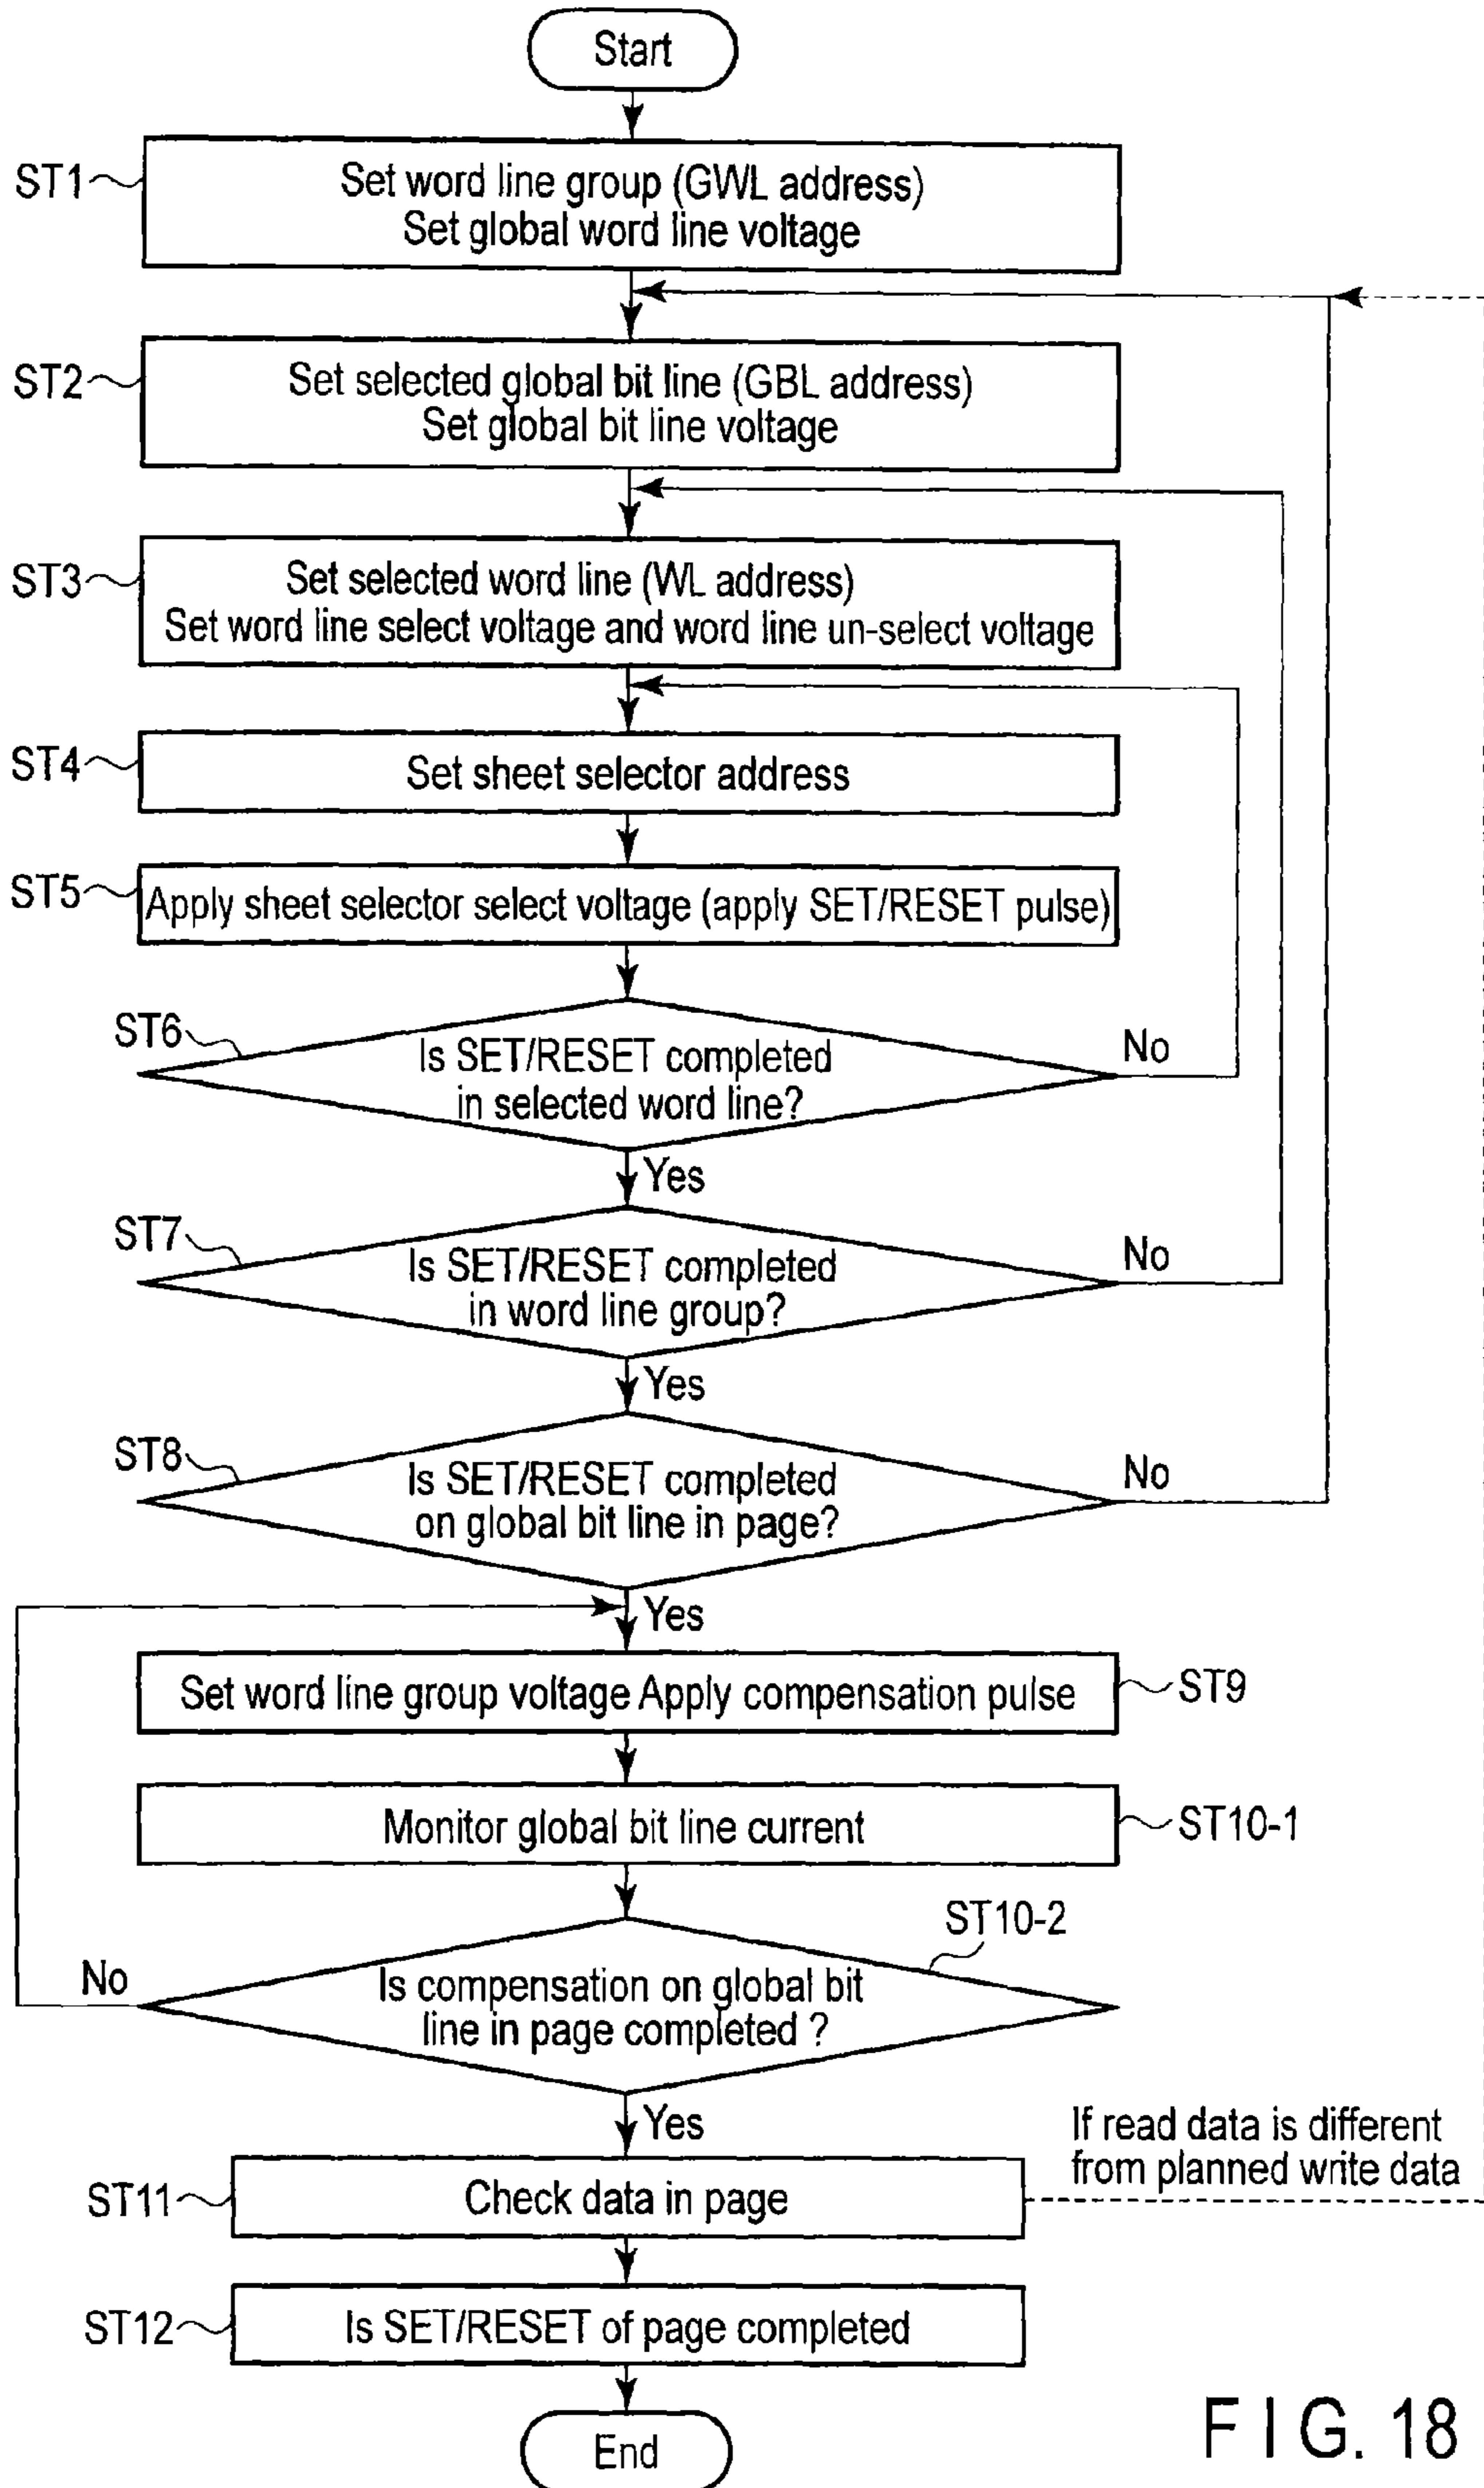 Start
ST1
Set word line group (GWL address)
Set global word line voltage
ST2
Set selected global bit line (GBL address)
Set global bit line voltage
ST3
Set selected word line (WL address)
Set word line select voltage and word line un-select voltage
ST4
Set sheet selector address
ST5
Apply sheet selector select voltage (apply SET/RESET pulse)
ST6
Is SET/RESET completed
in selected word line?
No
Yes
ST7
Is SET/RESET completed
in word line group?
No
Yes
ST8
Is SET/RESET completed
on global bit line in page?
No
Yes
Set word line group voltage Apply compensation pulse
ST9
Monitor global bit line current
ST10-1
ST10-2
Is compensation on global bit
line in page completed ?
No
Yes
If read data is different
from planned write data
ST11
Check data in page
ST12
Is SET/RESET of page completed
End
FIG. 18